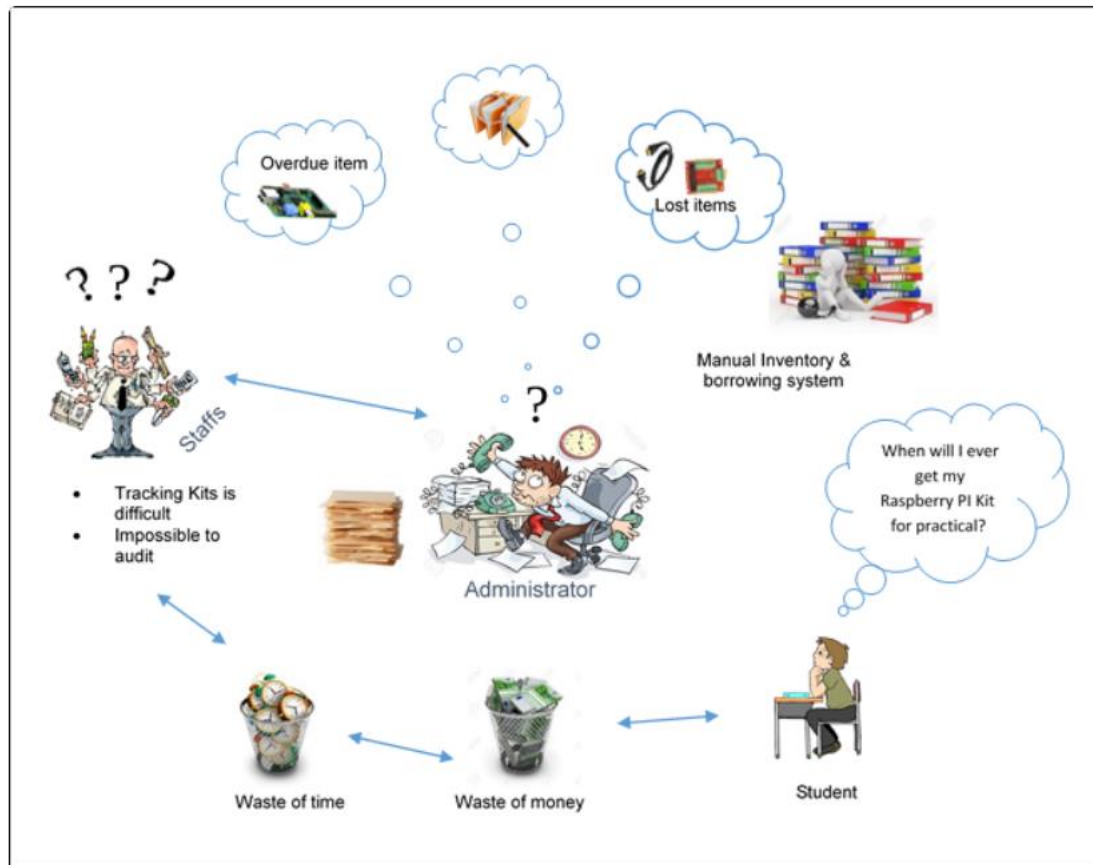 Overdue item
Lost items
? ? ?
Manual Inventory &
borrowing system
?
Staffs
When will I ever
get my
Raspberry PI Kit
for practical?
• Tracking Kits is
difficult
• Impossible to
audit
Administrator
Waste of time
Waste of money
Student